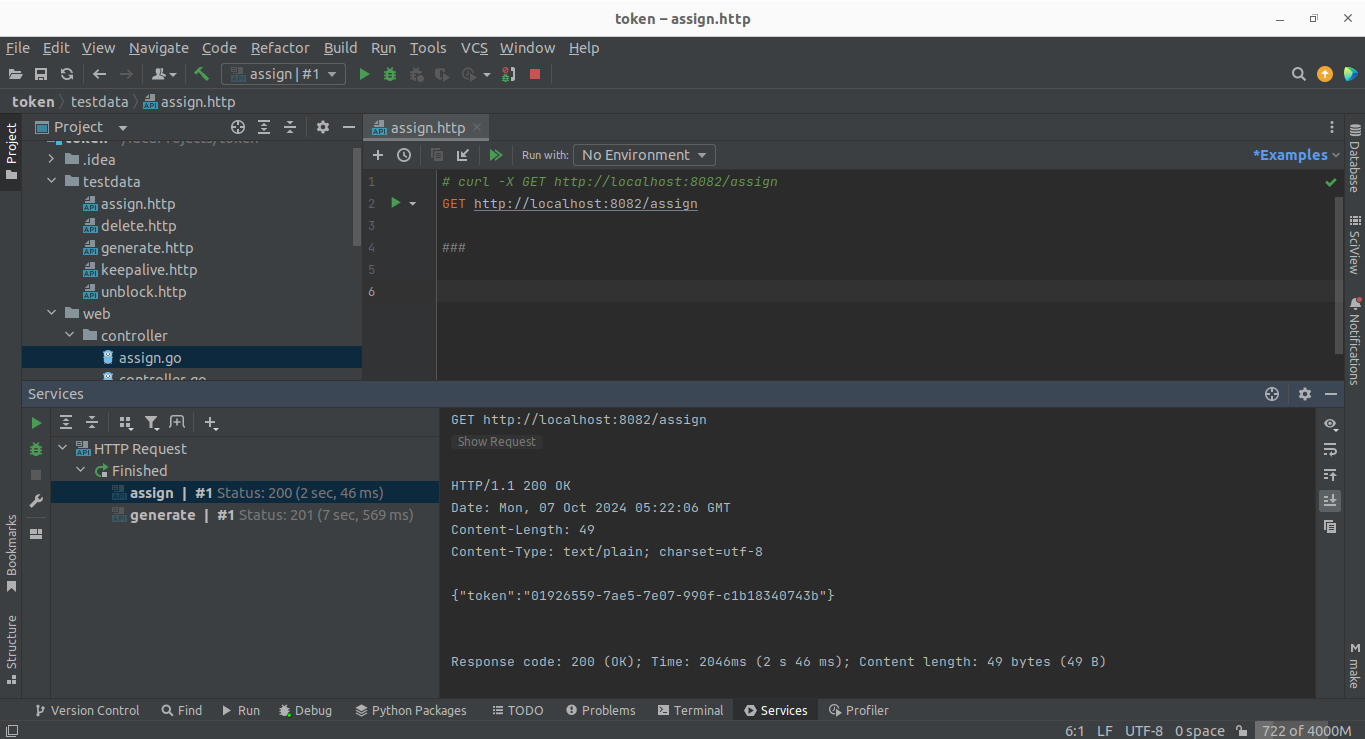 token – assign.http
File Edit View Navigate Code Refactor Build Run Tools VCS Window Help
assign | #1
token testdata assign.http
Project
assign.http
Project
Run with: No Environment
*Examples
.idea
testdata
assign.http
delete.http
generate.http
keepalive.http
unblock.http
web
controller
assign.go
controller.go
1 # curl -X GET http://localhost:8082/assign
2 GET http://localhost:8082/assign
3
4 ###
5
6
Database
SciView
Notifications
make
Services
HTTP Request
Finished
assign | #1 Status: 200 (2 sec, 46 ms)
generate | #1 Status: 201 (7 sec, 569 ms)
GET http://localhost:8082/assign
Show Request
HTTP/1.1 200 OK
Date: Mon, 07 Oct 2024 05:22:06 GMT
Content-Length: 49
Content-Type: text/plain; charset=utf-8
{"token":"01926559-7ae5-7e07-990f-c1b18340743b"}
Response code: 200 (OK); Time: 2046ms (2 s 46 ms); Content length: 49 bytes (49 B)
Bookmarks
Structure
Version Control Find Run Debug Python Packages TODO Problems Terminal Services Profiler
6:1 LF UTF-8 0 space 722 of 4000M